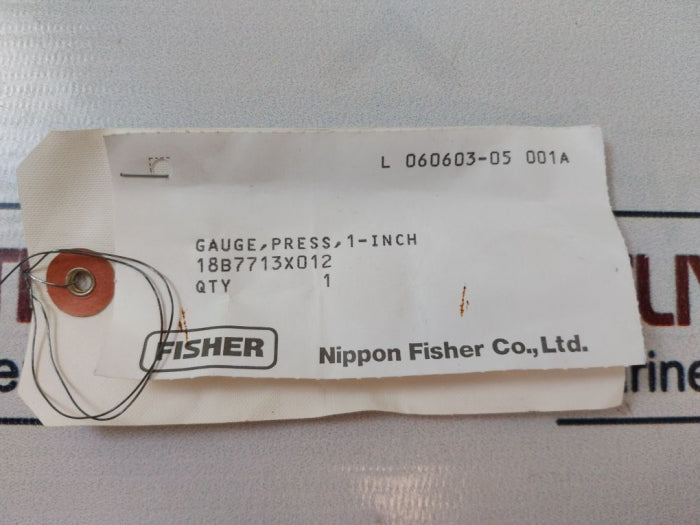 L 060603-05 001A
GAUGE,PRESS,1-INCH
18B7713X012
QTY 1
FISHER
Nippon Fisher Co.,Ltd.